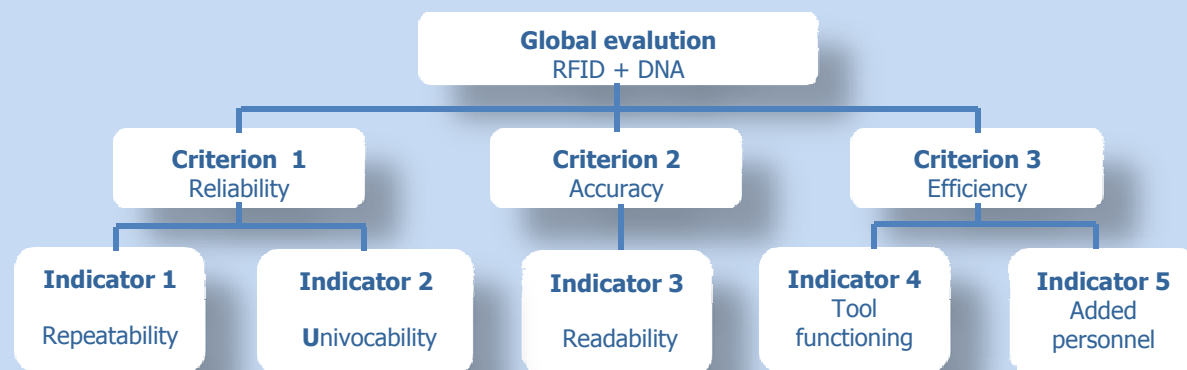 Global evalution
RFID + DNA
Criterion 1
Reliability
Criterion 2
Accuracy
Criterion 3
Efficiency
Indicator 1
Repeatability
Indicator 2
Univocability
Indicator 3
Readability
Indicator 4
Tool
functioning
Indicator 5
Added
personnel